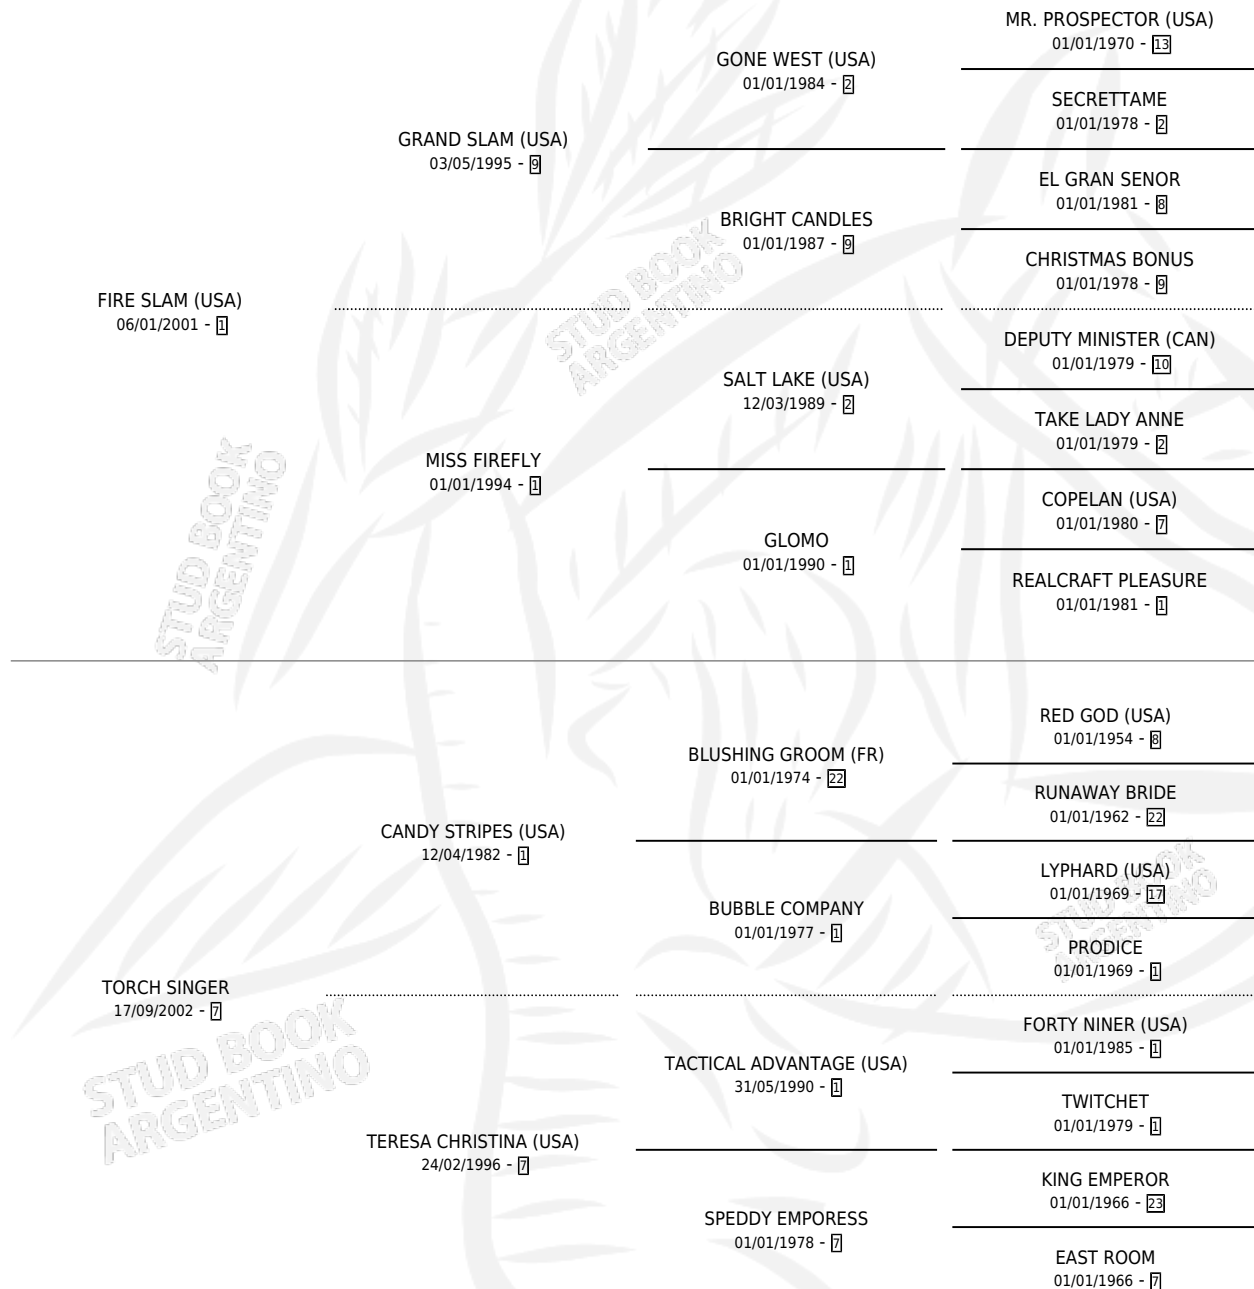 MR. PROSPECTOR (USA)
01/01/1970 - 13
GONE WEST (USA)
01/01/1984 - 2
SECRETTAME
01/01/1978 - 2
GRAND SLAM (USA)
03/05/1995 - 9
EL GRAN SENOR
01/01/1981 - 8
BRIGHT CANDLES
01/01/1987 - 9
CHRISTMAS BONUS
01/01/1978 - 9
FIRE SLAM (USA)
06/01/2001 - 1
DEPUTY MINISTER (CAN)
01/01/1979 - 10
SALT LAKE (USA)
12/03/1989 - 2
TAKE LADY ANNE
01/01/1979 - 2
MISS FIREFLY
01/01/1994 - 1
COPELAN (USA)
01/01/1980 - 7
GLOMO
01/01/1990 - 1
REALCRAFT PLEASURE
01/01/1981 - 1
RED GOD (USA)
01/01/1954 - 8
BLUSHING GROOM (FR)
01/01/1974 - 22
RUNAWAY BRIDE
01/01/1962 - 22
CANDY STRIPES (USA)
12/04/1982 - 1
LYPHARD (USA)
01/01/1969 - 17
BUBBLE COMPANY
01/01/1977 - 1
PRODICE
01/01/1969 - 1
TORCH SINGER
17/09/2002 - 7
FORTY NINER (USA)
01/01/1985 - 1
TACTICAL ADVANTAGE (USA)
31/05/1990 - 1
TWITCHET
01/01/1979 - 1
TERESA CHRISTINA (USA)
24/02/1996 - 7
KING EMPEROR
01/01/1966 - 23
SPEDDY EMPORESS
01/01/1978 - 7
EAST ROOM
01/01/1966 - 7
STUD BOOK
ARGENTINO
STUD BOOK
ARGENTINO
STUD BOOK
ARGENTINO
STUD BOOK
ARGENTINO